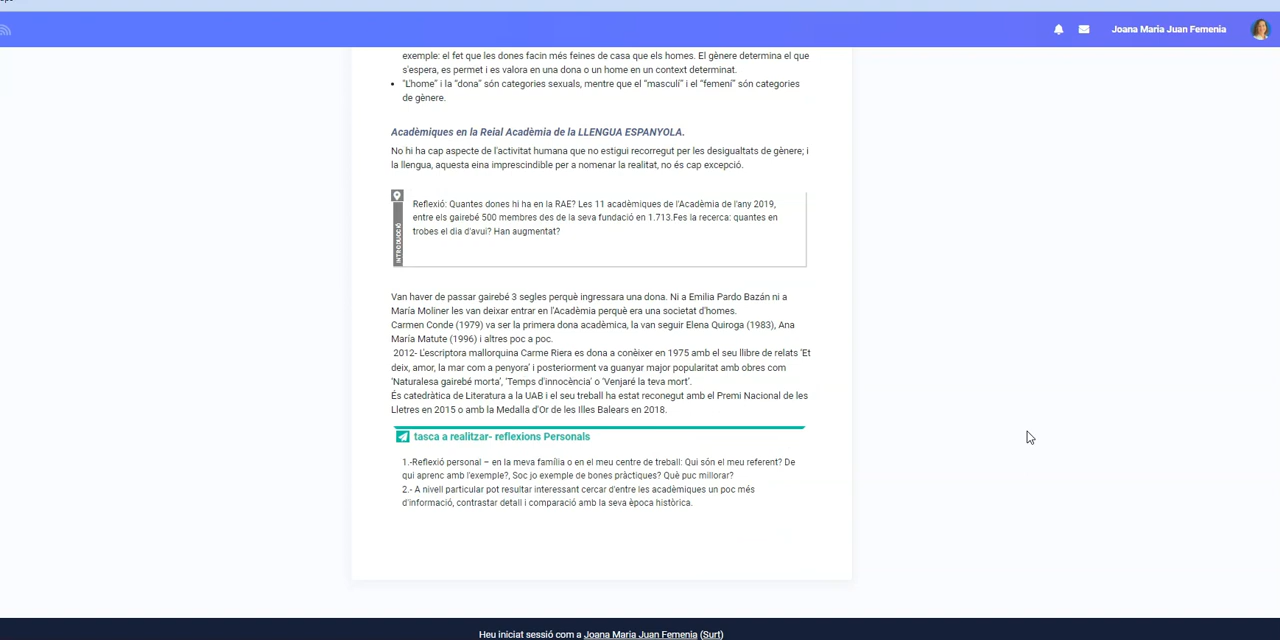 Joana Maria Juan Femenia
exemple: el fet que les dones facin més feines de casa que els homes. El gènere determina el que
s'espera, es permet i es valora en una dona o un home en un context determinat.
• "L'home" i la "dona" són categories sexuals, mentre que el "masculí" i el "femení" són categories
de gènere.
Acadèmiques en la Reial Acadèmia de la LLENGUA ESPANYOLA.
No hi ha cap aspecte de l'activitat humana que no estigui recorregut per les desigualtats de gènere; i
la llengua, aquesta eina imprescindible per a nomenar la realitat, no és cap excepció.
INTRODUCCIÓ
Reflexió: Quantes dones hi ha en la RAE? Les 11 acadèmiques de l'Acadèmia de l'any 2019,
entre els gairebé 500 membres des de la seva fundació en 1.713.Fes la recerca: quantes en
trobes el dia d'avui? Han augmentat?
Van haver de passar gairebé 3 segles perquè ingressara una dona. Ni a Emilia Pardo Bazán ni a
María Moliner les van deixar entrar en l'Acadèmia perquè era una societat d'homes.
Carmen Conde (1979) va ser la primera dona acadèmica, la van seguir Elena Quiroga (1983), Ana
María Matute (1996) i altres poc a poc.
2012- L'escriptora mallorquina Carme Riera es dona a conèixer en 1975 amb el seu llibre de relats 'Et
deix, amor, la mar com a penyora' i posteriorment va guanyar major popularitat amb obres com
'Naturalesa gairebé morta', 'Temps d'innocència' o 'Venjaré la teva mort'.
És catedràtica de Literatura a la UAB i el seu treball ha estat reconegut amb el Premi Nacional de les
Lletres en 2015 o amb la Medalla d'Or de les Illes Balears en 2018.
tasca a realitzar- reflexions Personals
1.-Reflexió personal – en la meva família o en el meu centre de treball: Qui són el meu referent? De
qui aprenc amb l'exemple?, Soc jo exemple de bones pràctiques? Què puc millorar?
2.- A nivell particular pot resultar interessant cercar d'entre les acadèmiques un poc més
d'informació, contrastar detall i comparació amb la seva època històrica.
Heu iniciat sessió com a Joana Maria Juan Femenia (Surt)